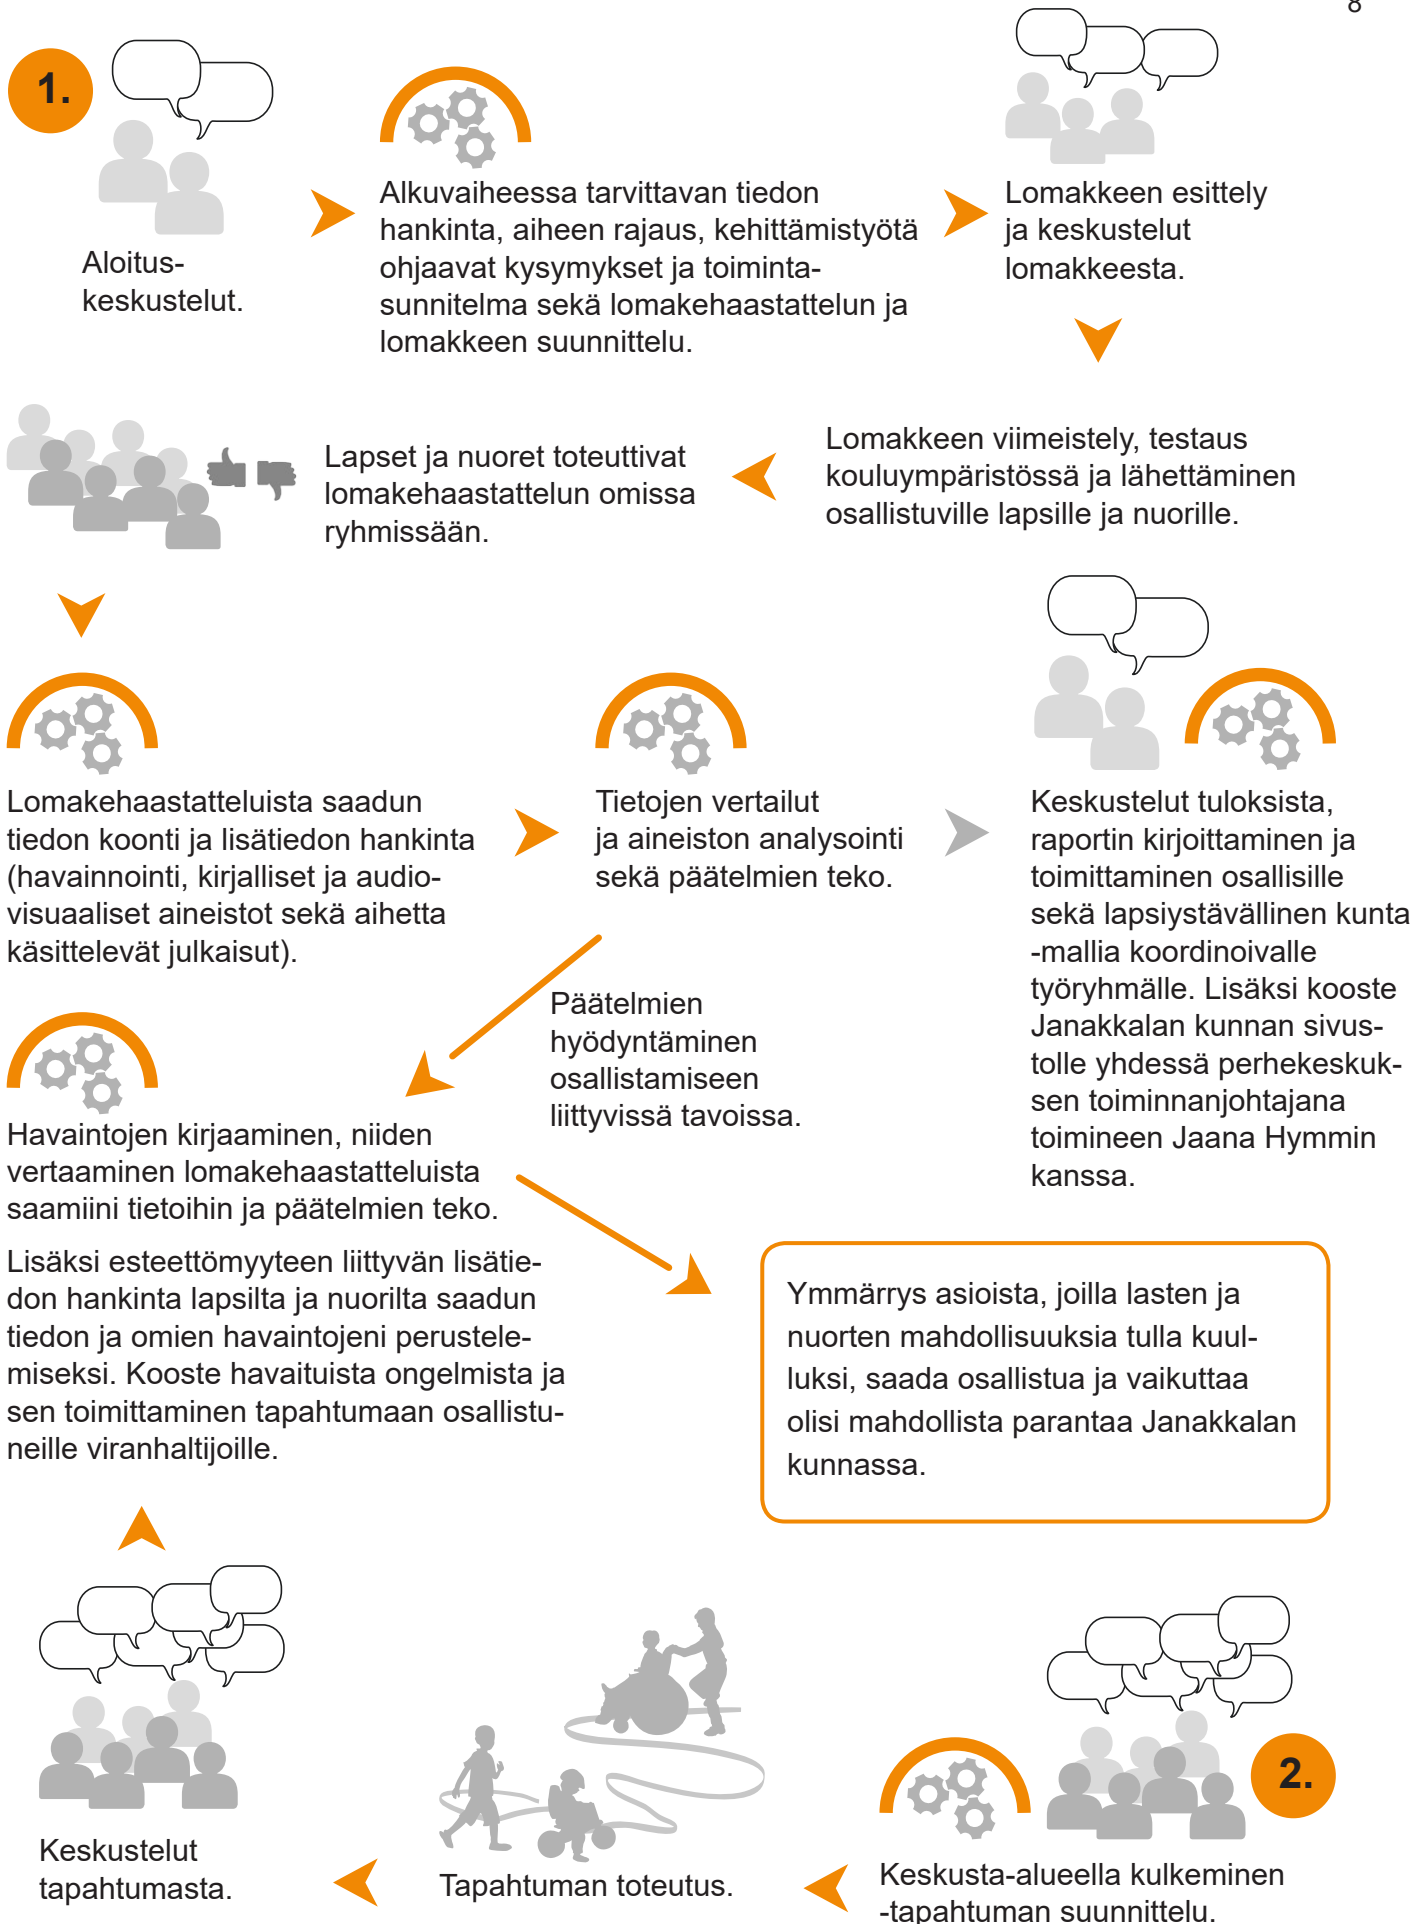 8
1.
Aloitus-
keskustelut.
Alkuvaiheessa tarvittavan tiedon
hankinta, aiheen rajaus, kehittämistyötä
ohjaavat kysymykset ja toiminta-
sunnitelma sekä lomakehaastattelun ja
lomakkeen suunnittelu.
Lomakkeen esittely
ja keskustelut
lomakkeesta.
Lomakkeen viimeistely, testaus
kouluympäristössä ja lähettäminen
osallistuville lapsille ja nuorille.
Lapset ja nuoret toteuttivat
lomakehaastattelun omissa
ryhmissään.
Lomakehaastatteluista saadun
tiedon koonti ja lisätiedon hankinta
(havainnointi, kirjalliset ja audio-
visuaaliset aineistot sekä aihetta
käsittelevät julkaisut).
Tietojen vertailut
ja aineiston analysointi
sekä päätelmien teko.
Keskustelut tuloksista,
raportin kirjoittaminen ja
toimittaminen osallisille
sekä lapsiystävällinen kunta
-mallia koordinoivalle
työryhmälle. Lisäksi kooste
Janakkalan kunnan sivus-
tolle yhdessä perhekeskuk-
sen toiminnanjohtajana
toimineen Jaana Hymmin
kanssa.
Päätelmien
hyödyntäminen
osallistamiseen
liittyvissä tavoissa.
Havaintojen kirjaaminen, niiden
vertaaminen lomakehaastatteluista
saamiini tietoihin ja päätelmien teko.
Lisäksi esteettömyyteen liittyvän lisätie-
don hankinta lapsilta ja nuorilta saadun
tiedon ja omien havaintojeni perustele-
miseksi. Kooste havaituista ongelmista ja
sen toimittaminen tapahtumaan osallistu-
neille viranhaltijoille.
Ymmärrys asioista, joilla lasten ja
nuorten mahdollisuuksia tulla kuul-
luksi, saada osallistua ja vaikuttaa
olisi mahdollista parantaa Janakkalan
kunnassa.
2.
Keskusta-alueella kulkeminen
-tapahtuman suunnittelu.
Tapahtuman toteutus.
Keskustelut
tapahtumasta.